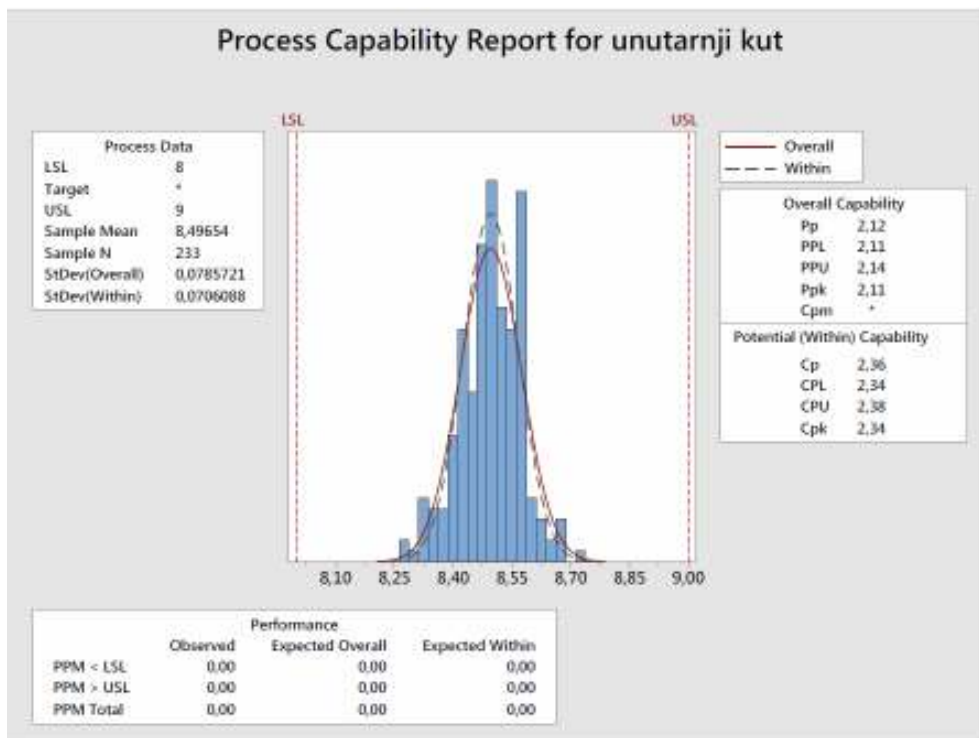 Process Capability Report for unutarnji kut
LSL USL
Process Data
LSL 8
Target *
USL 9
Sample Mean 8,49654
Sample N 233
StDev(Overall) 0,0785721
StDev(Within) 0,0706088
Overall
Within
Overall Capability
Pp 2,12
PPL 2,11
PPU 2,14
Ppk 2,11
Cpm *
Potential (Within) Capability
Cp 2,36
CPL 2,34
CPU 2,38
Cpk 2,34
8,10 8,25 8,40 8,55 8,70 8,85 9,00
Performance
Observed Expected Overall Expected Within
PPM < LSL 0,00 0,00 0,00
PPM > USL 0,00 0,00 0,00
PPM Total 0,00 0,00 0,00